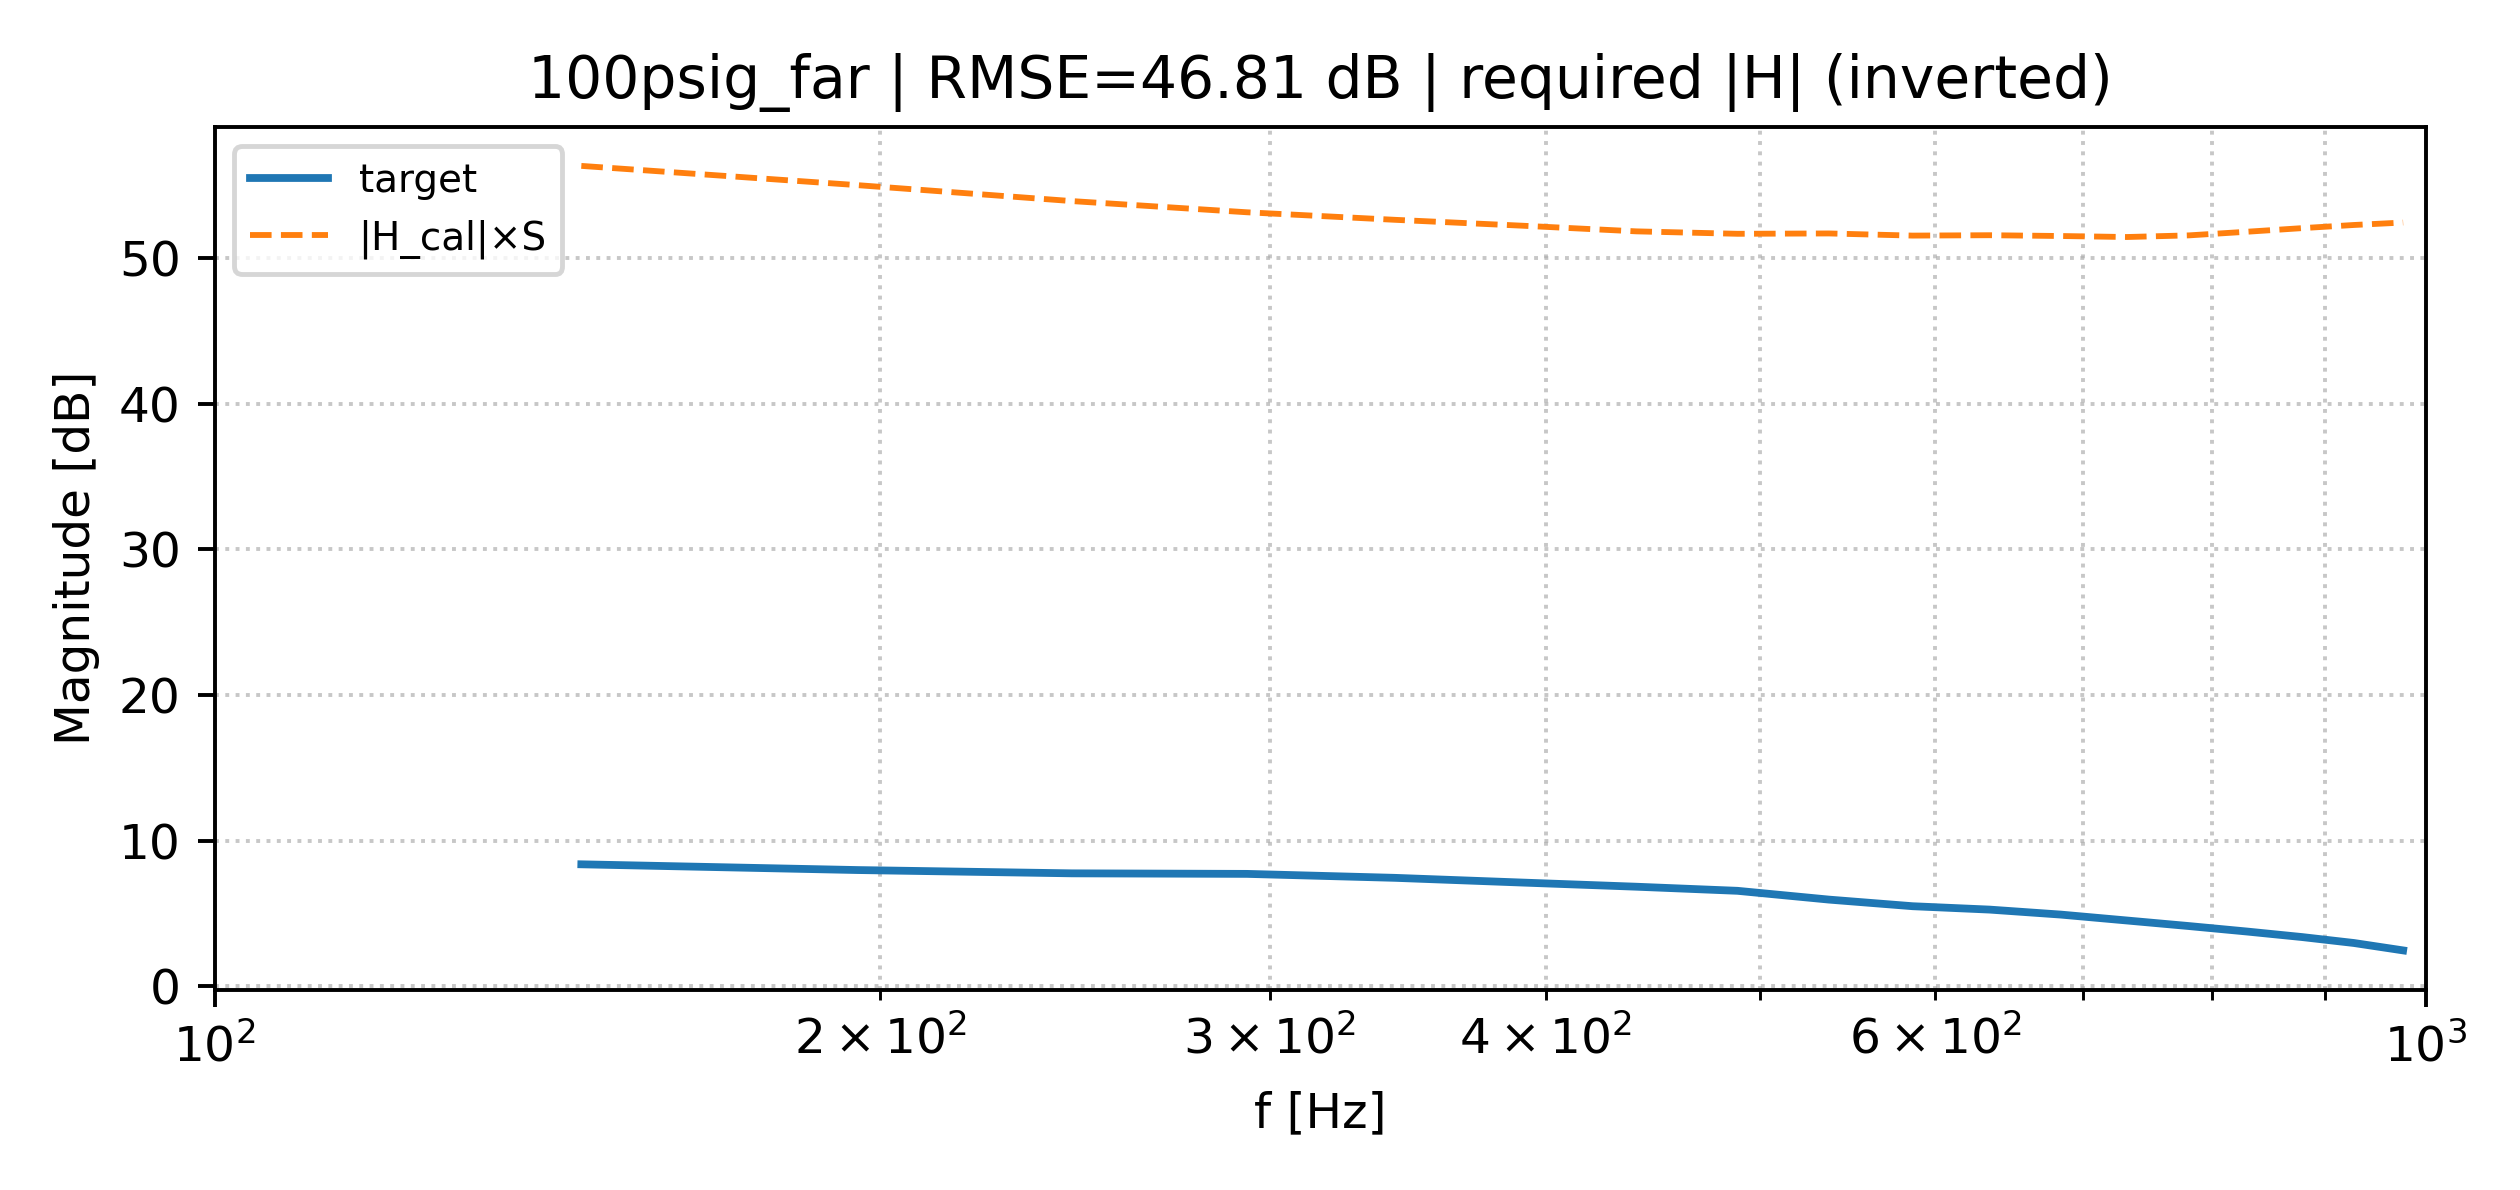 100psig_far | RMSE=46.81 dB | required |H| (inverted)
target
|H_cal|×S
Magnitude [dB]
50
40
30
20
10
0
10²
2 × 10²
3 × 10²
4 × 10²
6 × 10²
10³
f [Hz]